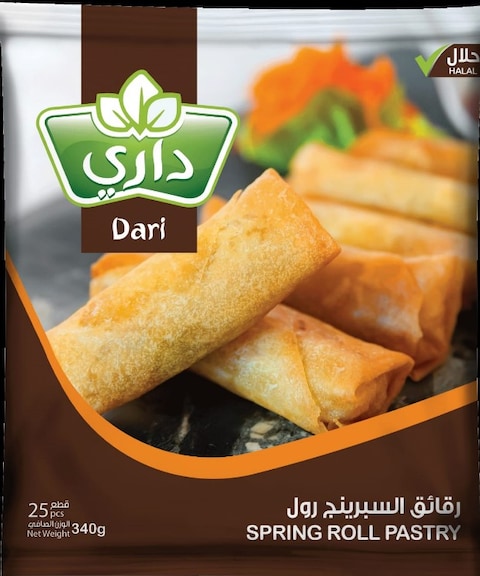 حلال
HALAL
داري
Dari
رقائق السبرينج رول
SPRING ROLL PASTRY
25 قطع
pcs
الوزن الصافي
Net Weight 340g